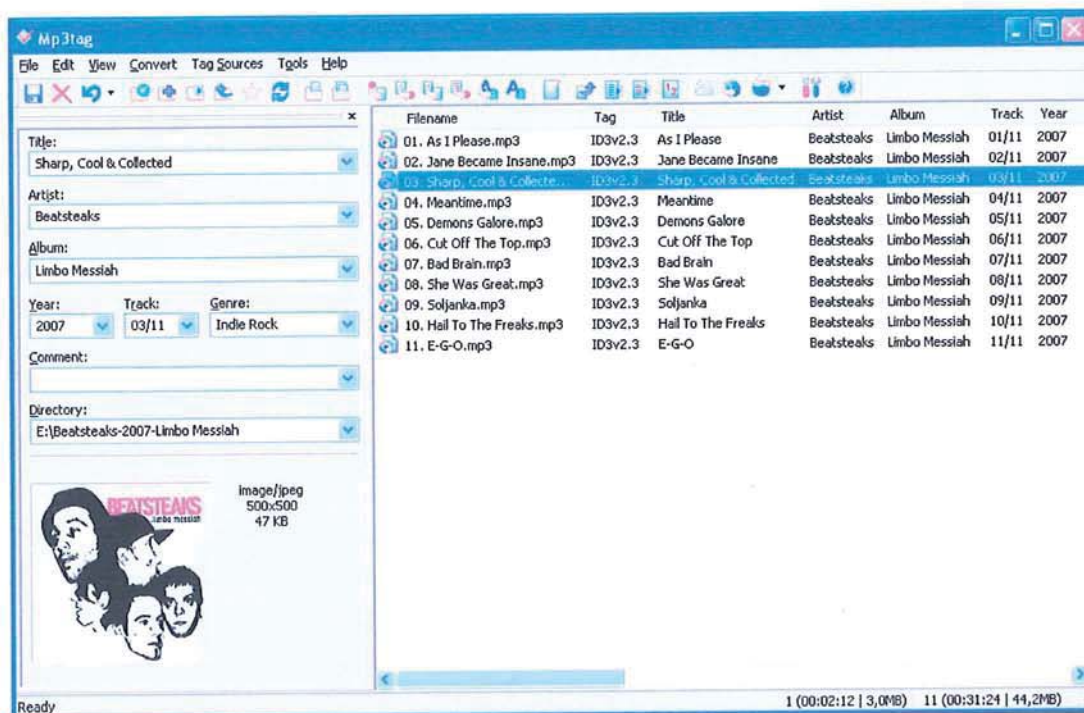 Mp3tag
File Edit View Convert Tag Sources Tools Help
Title:
Sharp, Cool & Collected
Artist:
Beatsteaks
Album:
Limbo Messiah
Year: Track: Genre:
2007 03/11 Indie Rock
Comment:
Directory:
E:\Beatsteaks-2007-Limbo Messiah
BEATSTEAKS
limbo messiah
image/jpeg
500x500
47 KB
Filename Tag Title Artist Album Track Year
01. As I Please.mp3 ID3v2.3 As I Please Beatsteaks Limbo Messiah 01/11 2007
02. Jane Became Insane.mp3 ID3v2.3 Jane Became Insane Beatsteaks Limbo Messiah 02/11 2007
03. Sharp, Cool & Collecte... ID3v2.3 Sharp, Cool & Collected Beatsteaks Limbo Messiah 03/11 2007
04. Meantime.mp3 ID3v2.3 Meantime Beatsteaks Limbo Messiah 04/11 2007
05. Demons Galore.mp3 ID3v2.3 Demons Galore Beatsteaks Limbo Messiah 05/11 2007
06. Cut Off The Top.mp3 ID3v2.3 Cut Off The Top Beatsteaks Limbo Messiah 06/11 2007
07. Bad Brain.mp3 ID3v2.3 Bad Brain Beatsteaks Limbo Messiah 07/11 2007
08. She Was Great.mp3 ID3v2.3 She Was Great Beatsteaks Limbo Messiah 08/11 2007
09. Soljanka.mp3 ID3v2.3 Soljanka Beatsteaks Limbo Messiah 09/11 2007
10. Hail To The Freaks.mp3 ID3v2.3 Hail To The Freaks Beatsteaks Limbo Messiah 10/11 2007
11. E-G-O.mp3 ID3v2.3 E-G-O Beatsteaks Limbo Messiah 11/11 2007
Ready 1 (00:02:12 | 3,0MB) 11 (00:31:24 | 44,2MB)